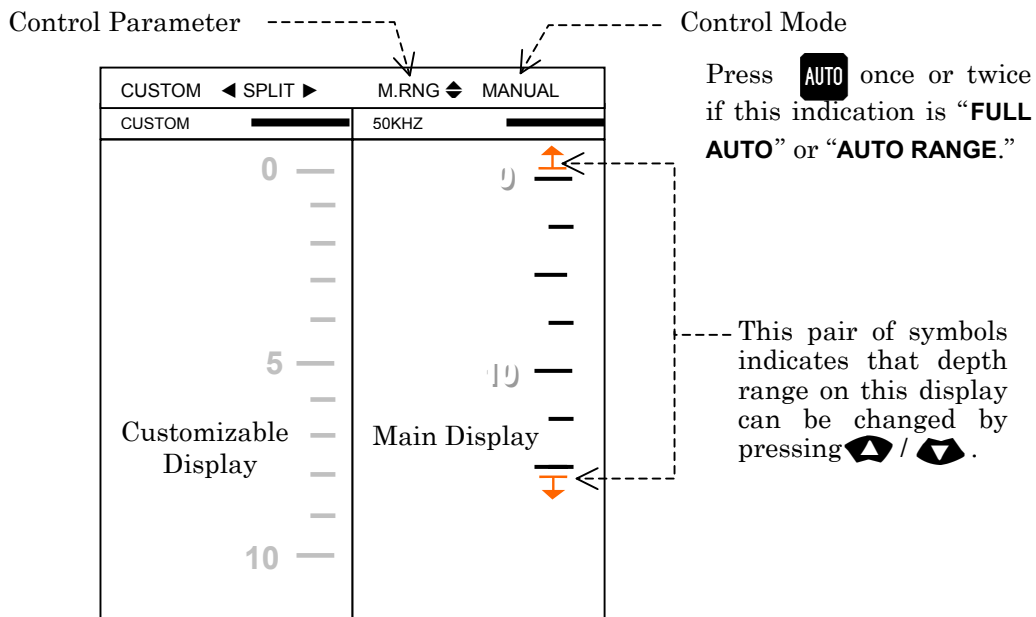 Control Parameter
Control Mode
Press AUTO once or twice
if this indication is “FULL
AUTO” or “AUTO RANGE.”
CUSTOM ◀ SPLIT ▶ M.RNG MANUAL
CUSTOM 50KHZ
0
0
5
10
10
Customizable
Display
Main Display
This pair of symbols
indicates that depth
range on this display
can be changed by
pressing / .